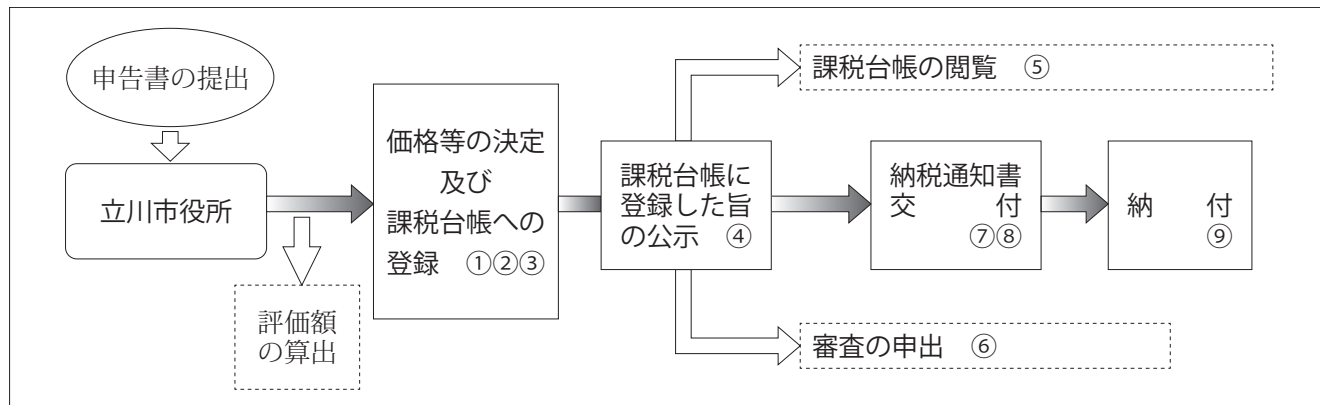 申告書の提出
立川市役所
評価額
の算出
価格等の決定
及び
課税台帳への
登録　①②③
課税台帳に
登録した旨
の公示　④
課税台帳の閲覧　⑤
審査の申出　⑥
納税通知書
交　　　付
⑦⑧
納　　付
⑨